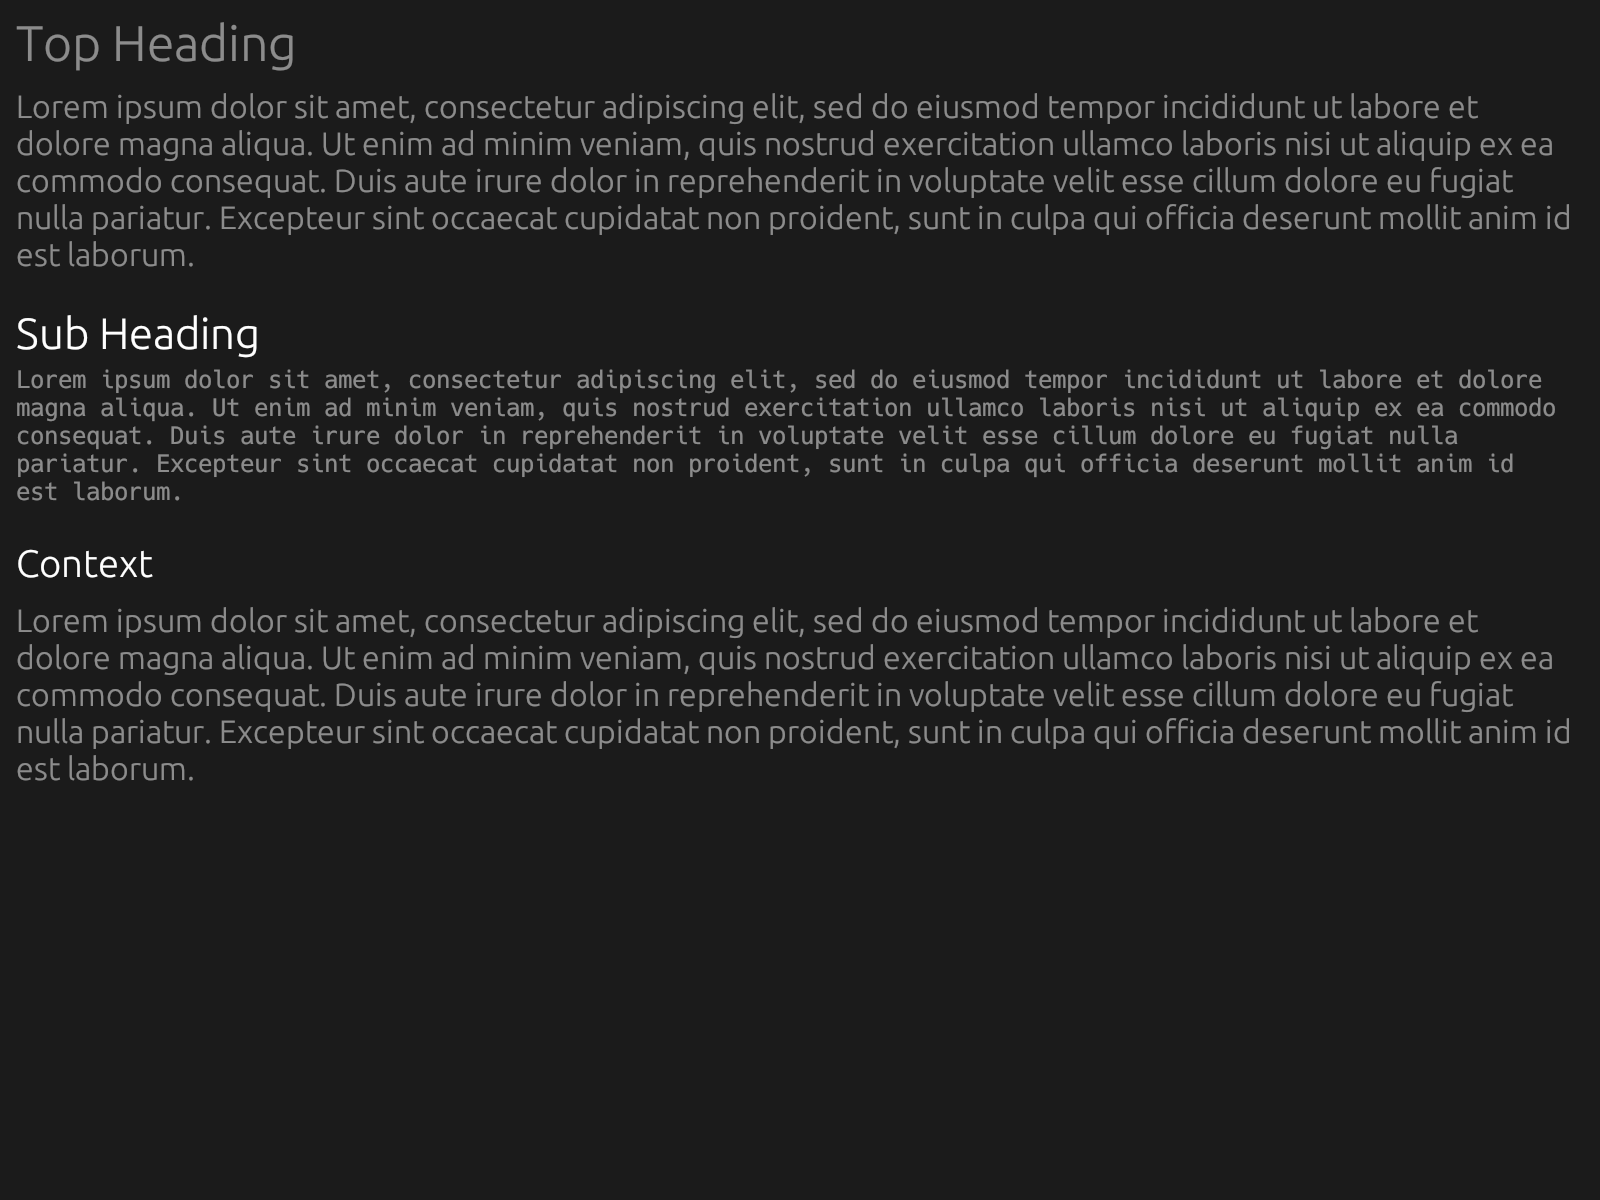 Top Heading
Lorem ipsum dolor sit amet, consectetur adipiscing elit, sed do eiusmod tempor incididunt ut labore et
dolore magna aliqua. Ut enim ad minim veniam, quis nostrud exercitation ullamco laboris nisi ut aliquip ex ea
commodo consequat. Duis aute irure dolor in reprehenderit in voluptate velit esse cillum dolore eu fugiat
nulla pariatur. Excepteur sint occaecat cupidatat non proident, sunt in culpa qui officia deserunt mollit anim id
est laborum.
Sub Heading
Lorem ipsum dolor sit amet, consectetur adipiscing elit, sed do eiusmod tempor incididunt ut labore et dolore
magna aliqua. Ut enim ad minim veniam, quis nostrud exercitation ullamco laboris nisi ut aliquip ex ea commodo
consequat. Duis aute irure dolor in reprehenderit in voluptate velit esse cillum dolore eu fugiat nulla
pariatur. Excepteur sint occaecat cupidatat non proident, sunt in culpa qui officia deserunt mollit anim id
est laborum.
Context
Lorem ipsum dolor sit amet, consectetur adipiscing elit, sed do eiusmod tempor incididunt ut labore et
dolore magna aliqua. Ut enim ad minim veniam, quis nostrud exercitation ullamco laboris nisi ut aliquip ex ea
commodo consequat. Duis aute irure dolor in reprehenderit in voluptate velit esse cillum dolore eu fugiat
nulla pariatur. Excepteur sint occaecat cupidatat non proident, sunt in culpa qui officia deserunt mollit anim id
est laborum.